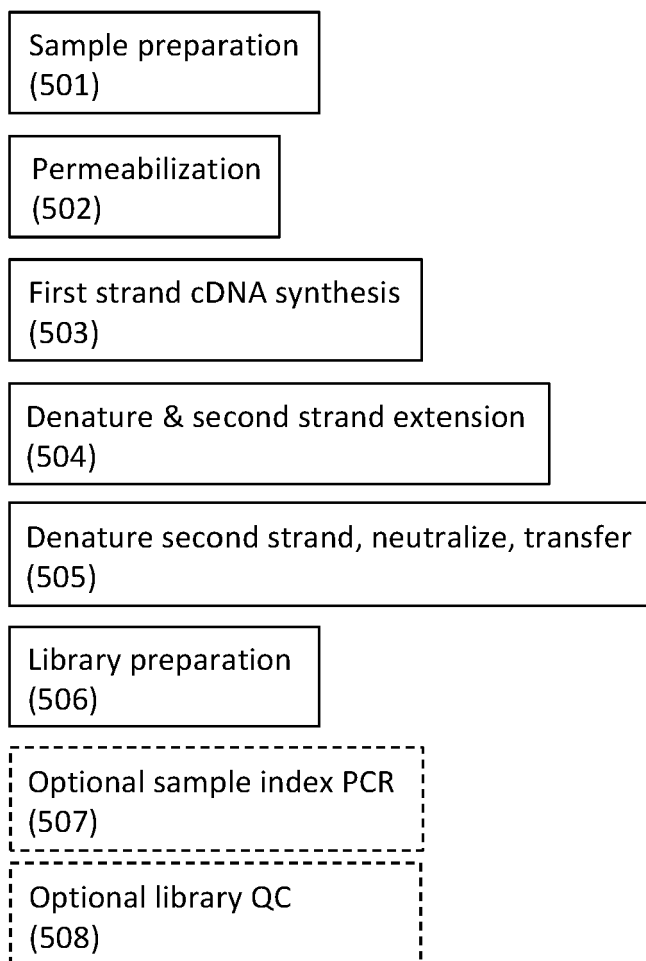 Sample preparation
(501)
Permeabilization
(502)
First strand cDNA synthesis
(503)
Denature & second strand extension
(504)
Denature second strand, neutralize, transfer
(505)
Library preparation
(506)
Optional sample index PCR
(507)
Optional library QC
(508)